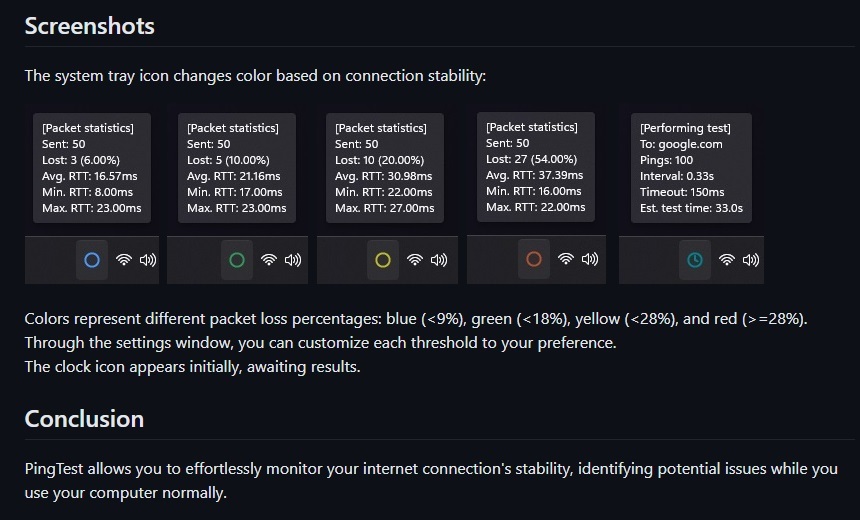 Screenshots
The system tray icon changes color based on connection stability:
[Packet statistics]
Sent: 50
Lost: 3 (6.00%)
Avg. RTT: 16.57ms
Min. RTT: 8.00ms
Max. RTT: 23.00ms
[Packet statistics]
Sent: 50
Lost: 5 (10.00%)
Avg. RTT: 21.16ms
Min. RTT: 17.00ms
Max. RTT: 23.00ms
[Packet statistics]
Sent: 50
Lost: 10 (20.00%)
Avg. RTT: 30.98ms
Min. RTT: 22.00ms
Max. RTT: 27.00ms
[Packet statistics]
Sent: 50
Lost: 27 (54.00%)
Avg. RTT: 37.39ms
Min. RTT: 16.00ms
Max. RTT: 22.00ms
[Performing test]
To: google.com
Pings: 100
Interval: 0.33s
Timeout: 150ms
Est. test time: 33.0s
Colors represent different packet loss percentages: blue (<9%), green (<18%), yellow (<28%), and red (>=28%).
Through the settings window, you can customize each threshold to your preference.
The clock icon appears initially, awaiting results.
Conclusion
PingTest allows you to effortlessly monitor your internet connection's stability, identifying potential issues while you
use your computer normally.